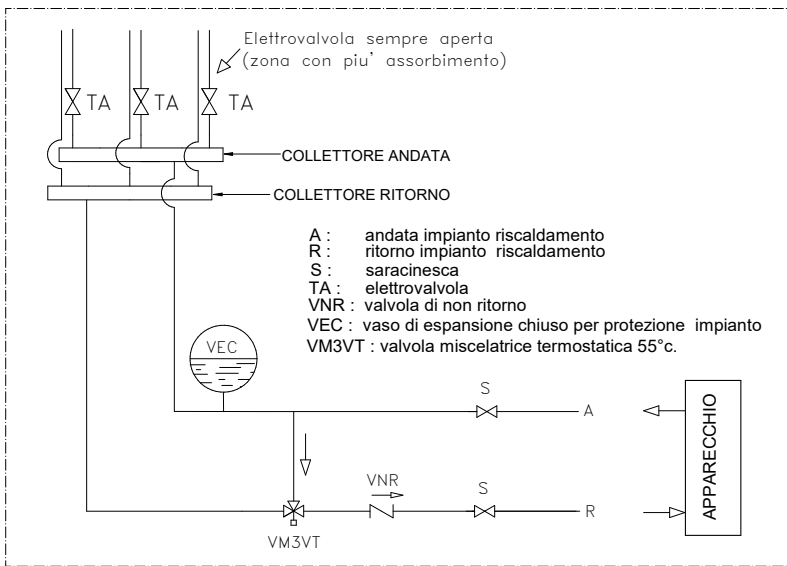 Elettrovalvola sempre aperta
(zona con piu' assorbimento)
TA TA TA
COLLETTORE ANDATA
COLLETTORE RITORNO
A : andata impianto riscaldamento
R : ritorno impianto riscaldamento
S : saracinesca
TA : elettrovalvola
VNR : valvola di non ritorno
VEC : vaso di espansione chiuso per protezione impianto
VM3VT : valvola miscelatrice termostatica 55°c.
VEC
S
A
APPARECCHIO
VNR
S
R
VM3VT